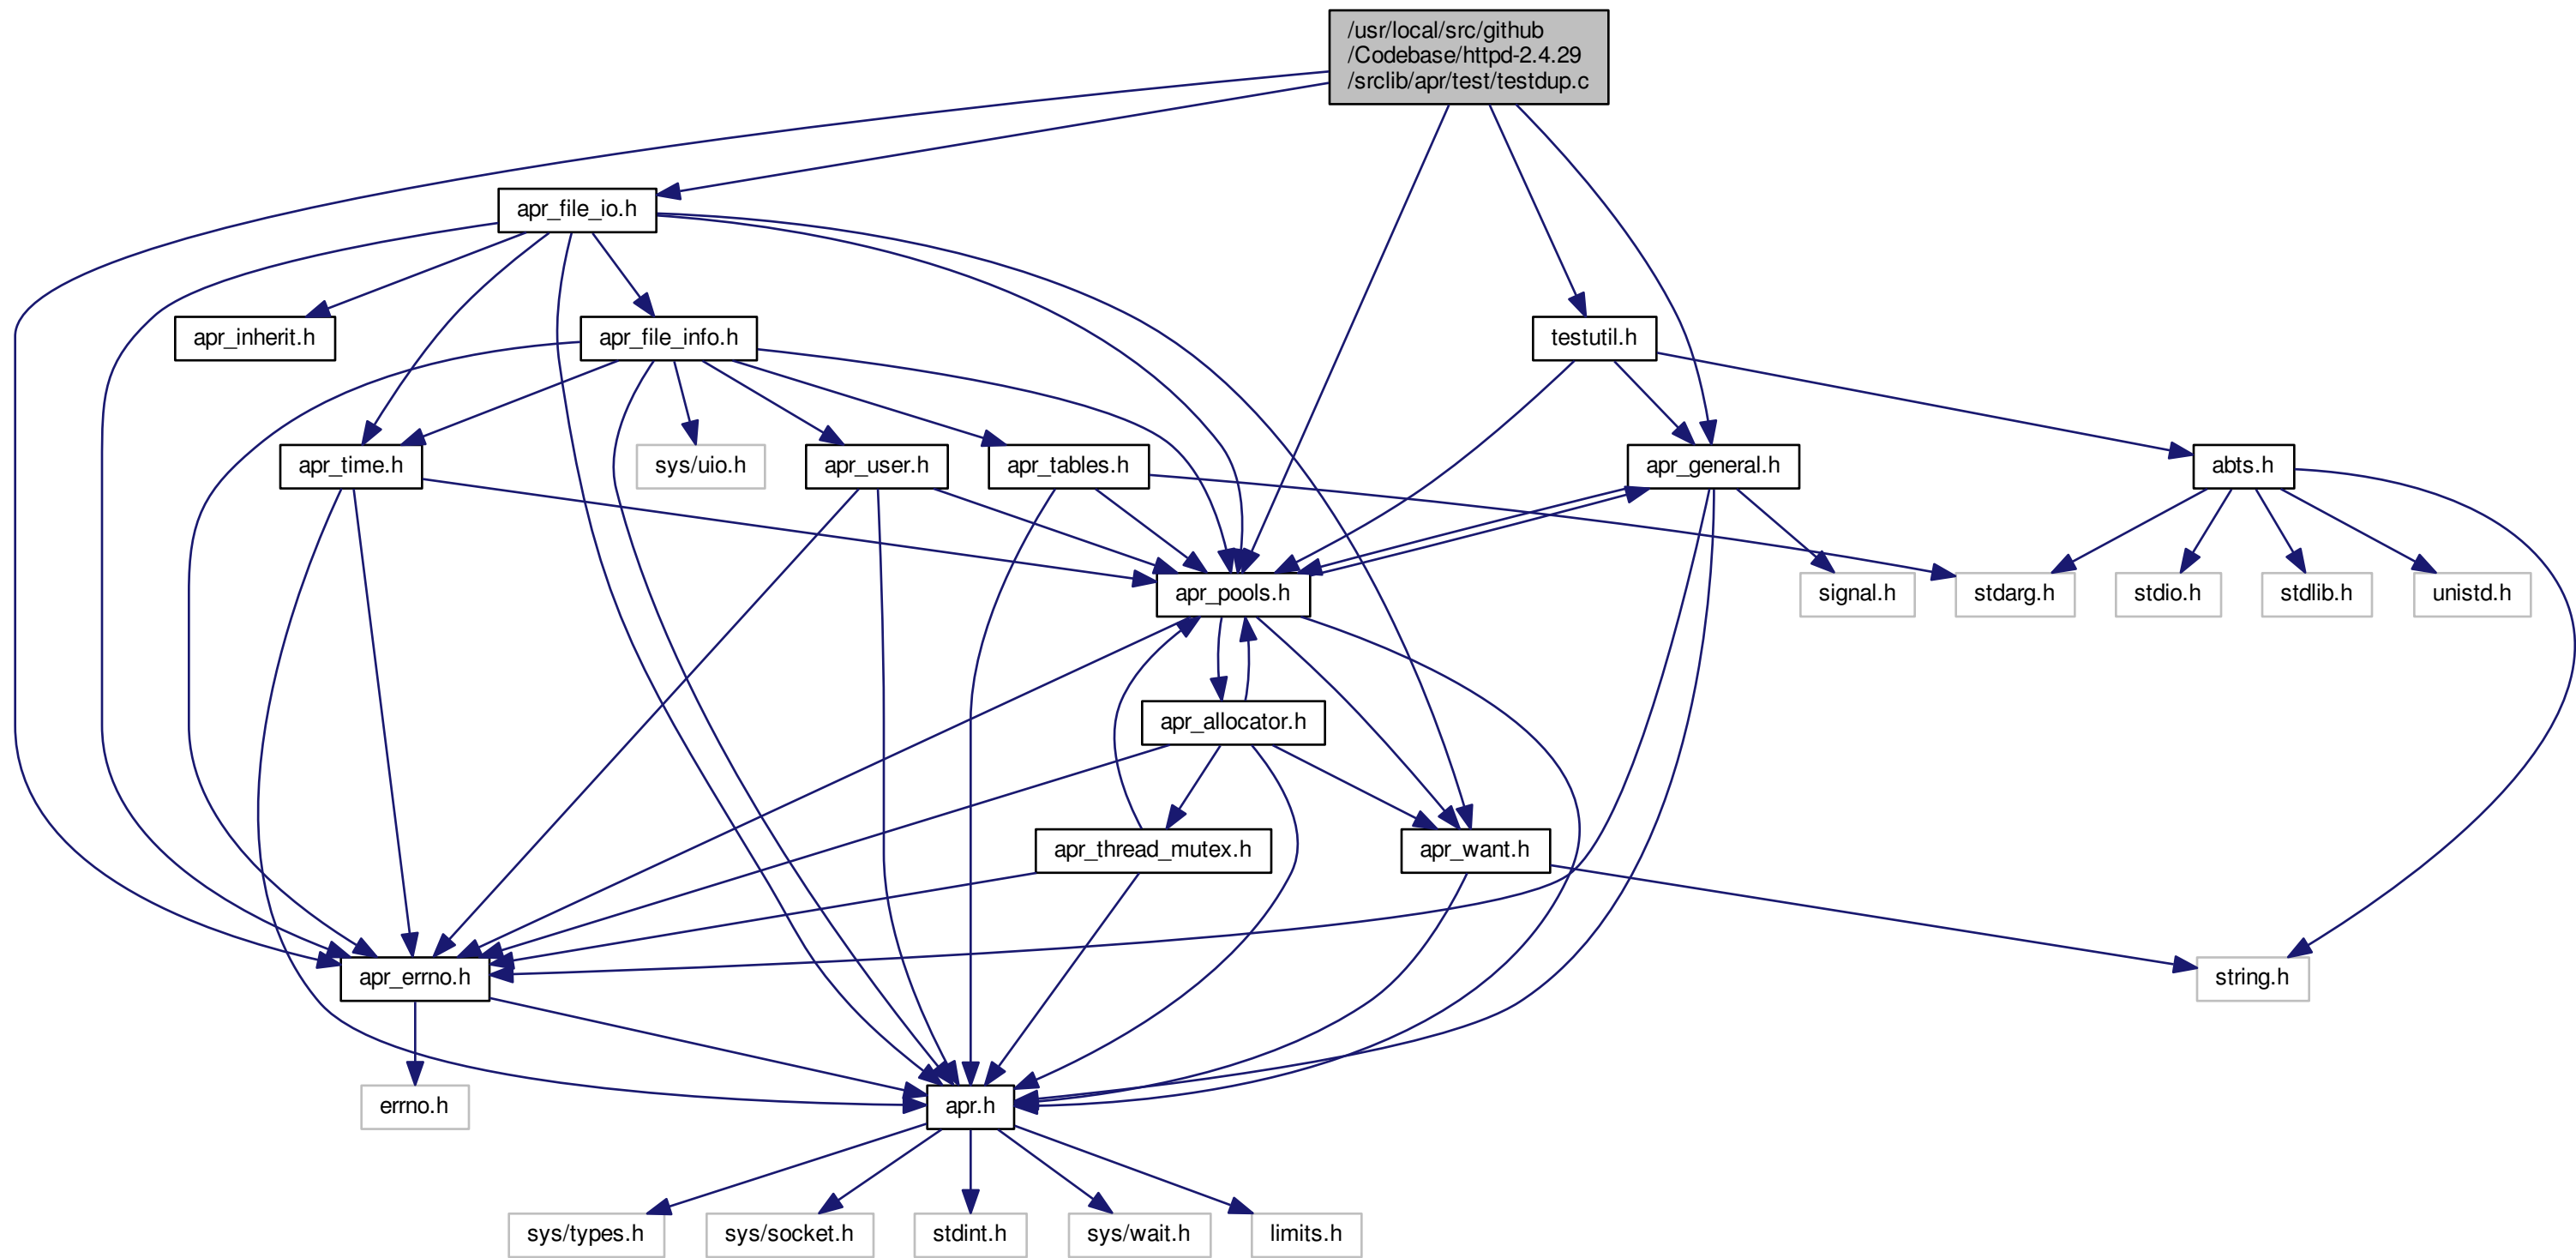 /usr/local/src/github
/Codebase/httpd-2.4.29
/srclib/apr/test/testdup.c
apr_file_io.h
apr_inherit.h
apr_file_info.h
testutil.h
apr_time.h
sys/uio.h
apr_user.h
apr_tables.h
apr_general.h
abts.h
apr_pools.h
signal.h
stdarg.h
stdio.h
stdlib.h
unistd.h
apr_allocator.h
apr_thread_mutex.h
apr_want.h
apr_errno.h
string.h
errno.h
apr.h
sys/types.h
sys/socket.h
stdint.h
sys/wait.h
limits.h